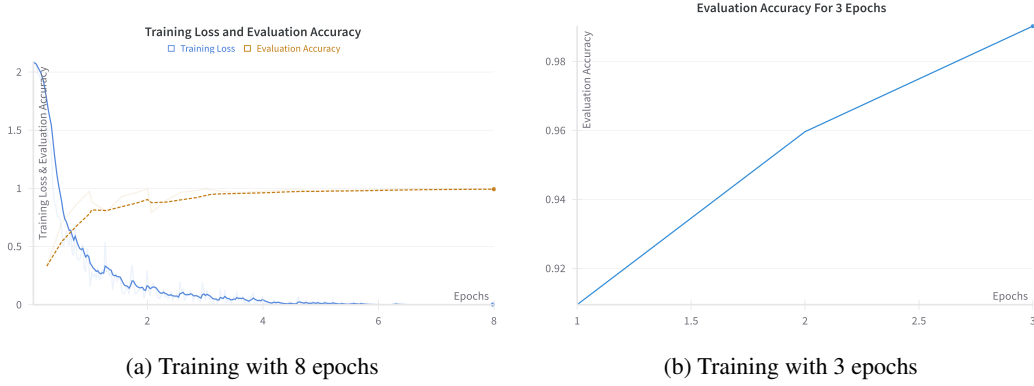 Training Loss and Evaluation Accuracy
Training Loss Evaluation Accuracy
Training Loss & Evaluation Accuracy
2
1.5
1
0.5
0
2
4
6
8
Epochs
(a) Training with 8 epochs
Evaluation Accuracy For 3 Epochs
Evaluation Accuracy
0.98
0.96
0.94
0.92
1
1.5
2
2.5
3
Epochs
(b) Training with 3 epochs